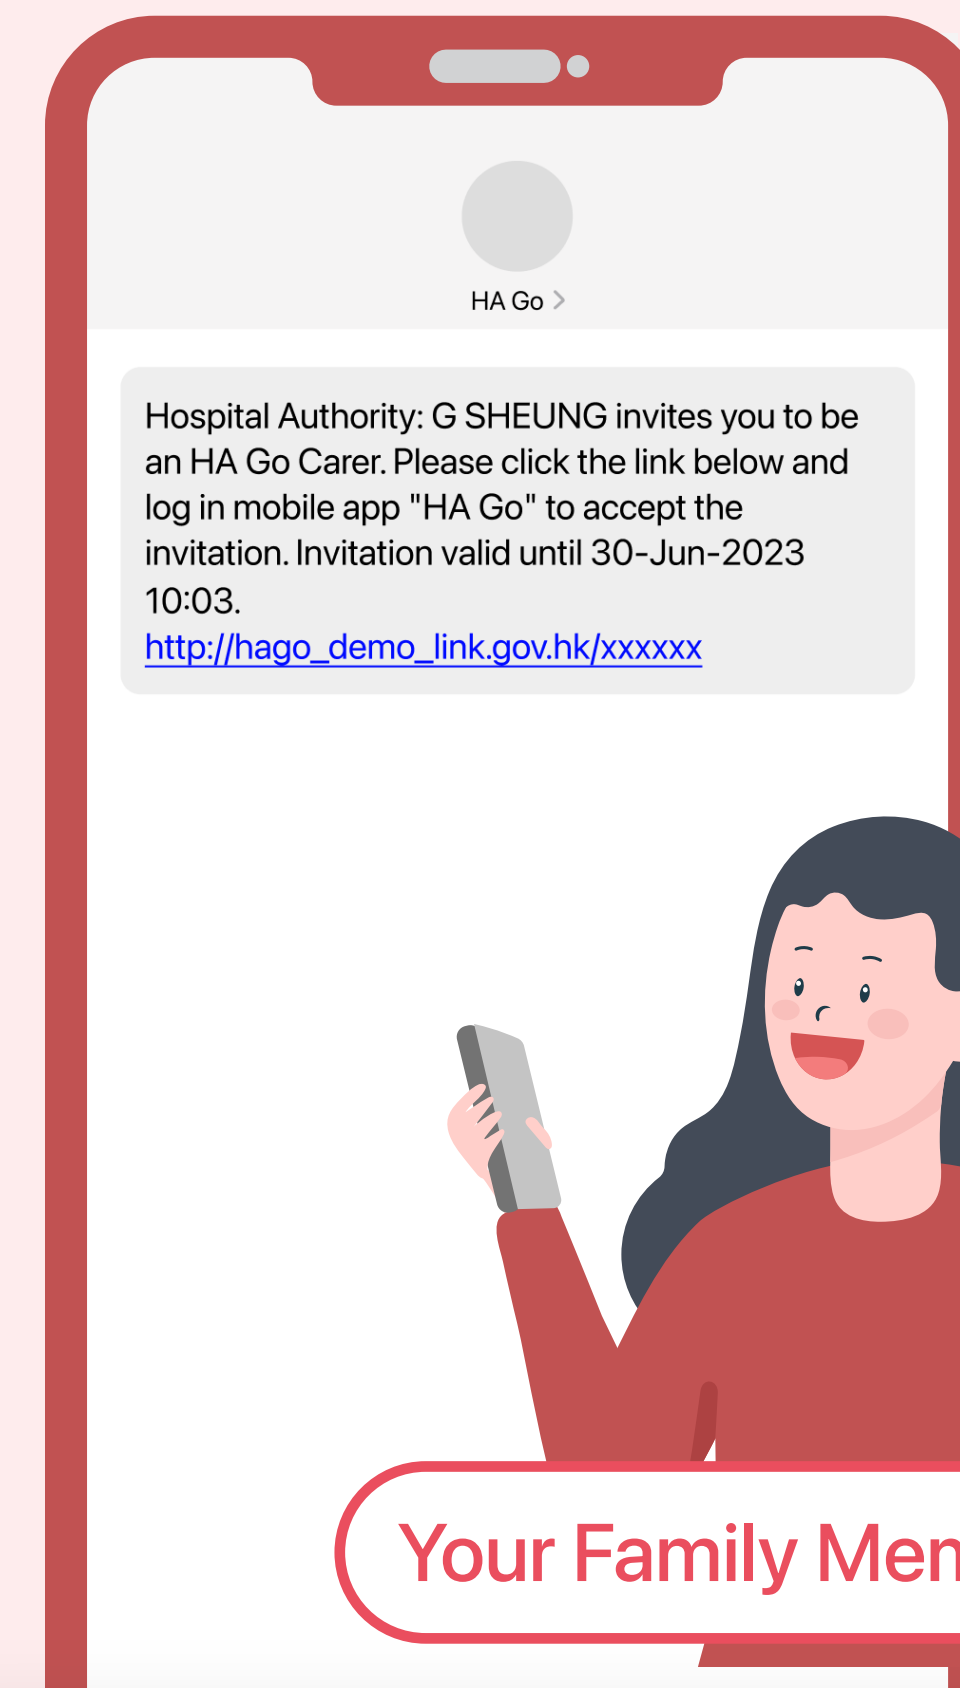 HA Go
Hospital Authority: G SHEUNG invites you to be
an HA Go Carer. Please click the link below and
log in mobile app "HA Go" to accept the
invitation. Invitation valid until 30-Jun-2023
10:03.
http://hago_demo_link.gov.hk/xxxxxx
Your Family